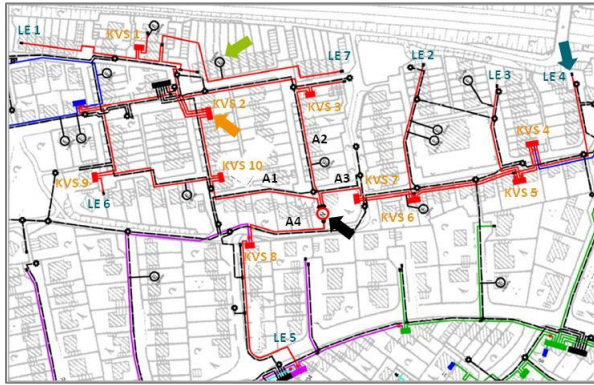 LE 1
KVS 1
LE 7
LE 2
LE 3
LE 4
KVS 2
KVS 3
A2
KVS 4
KVS 9
KVS 10
A1
A3
KVS 7
KVS 5
LE 6
KVS 6
A4
KVS 8
LE 5